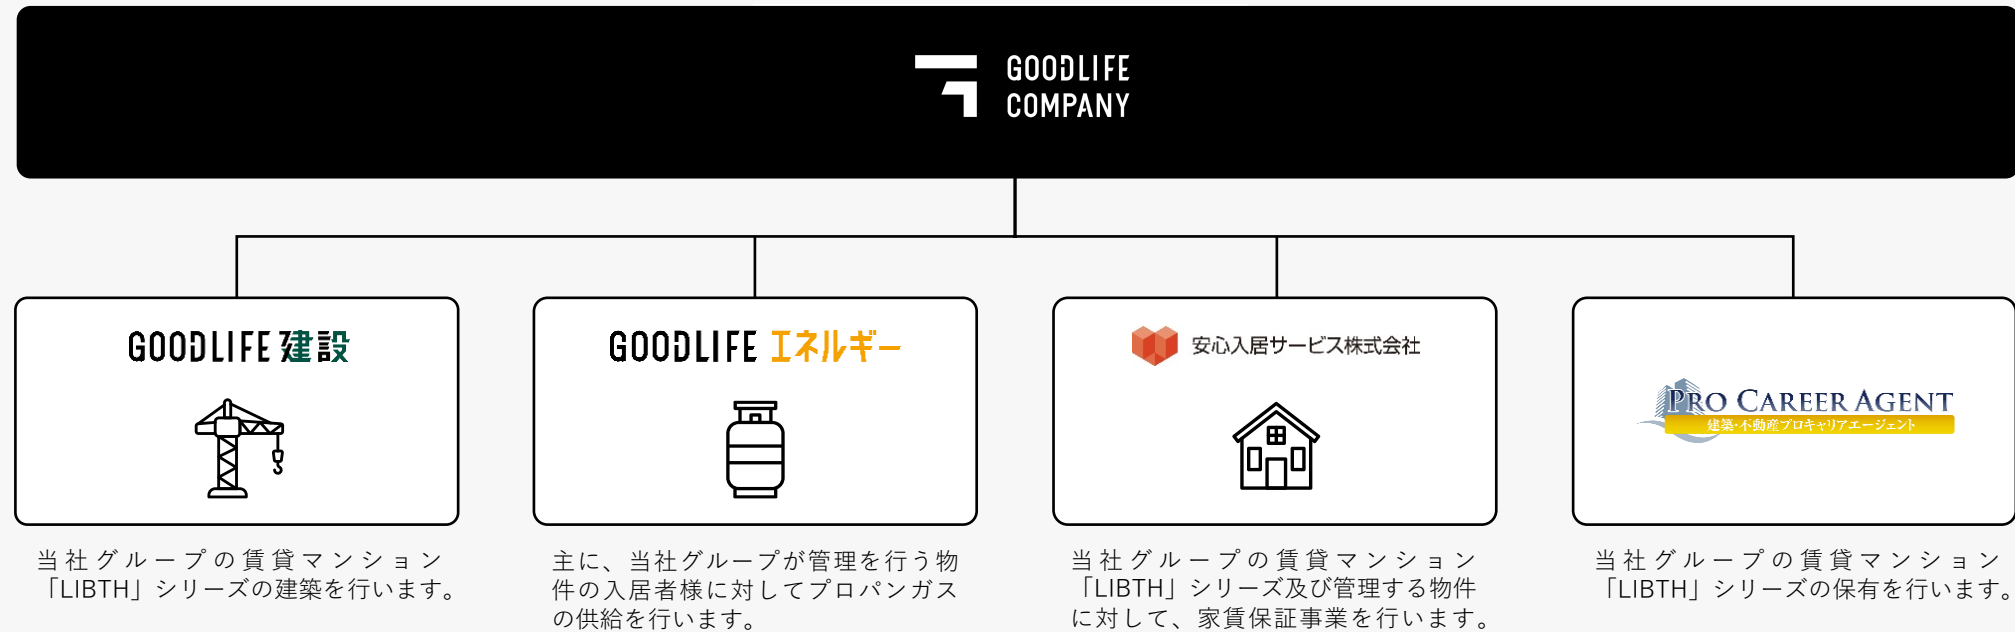 GOODLIFE
COMPANY
GOODLIFE 建設
当社グループの賃貸マンション
「LIBTH」シリーズの建築を行います。
GOODLIFE エネルギー
主に、当社グループが管理を行う物
件の入居者様に対してプロパンガス
の供給を行います。
安心入居サービス株式会社
当社グループの賃貸マンション
「LIBTH」シリーズ及び管理する物件
に対して、家賃保証事業を行います。
PRO CAREER AGENT
建築・不動産プロキャリアエージェント
当社グループの賃貸マンション
「LIBTH」シリーズの保有を行います。